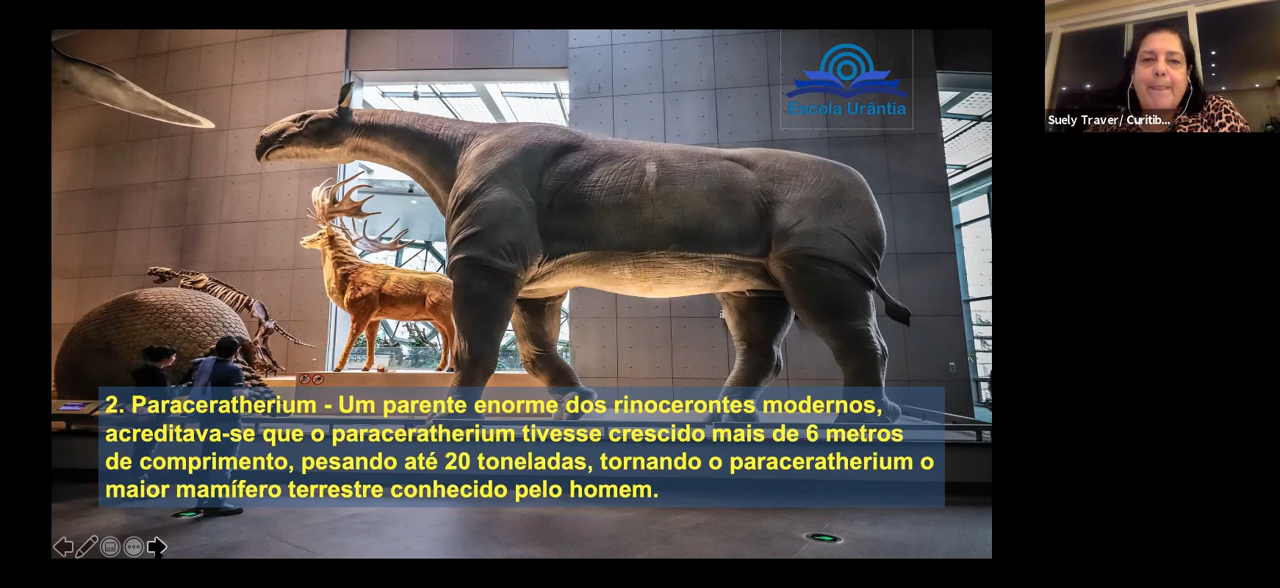 Escola Urântia
Suely Traver/ Curitib...
2. Paraceratherium - Um parente enorme dos rinocerontes modernos,
acreditava-se que o paraceratherium tivesse crescido mais de 6 metros
de comprimento, pesando até 20 toneladas, tornando o paraceratherium o
maior mamífero terrestre conhecido pelo homem.